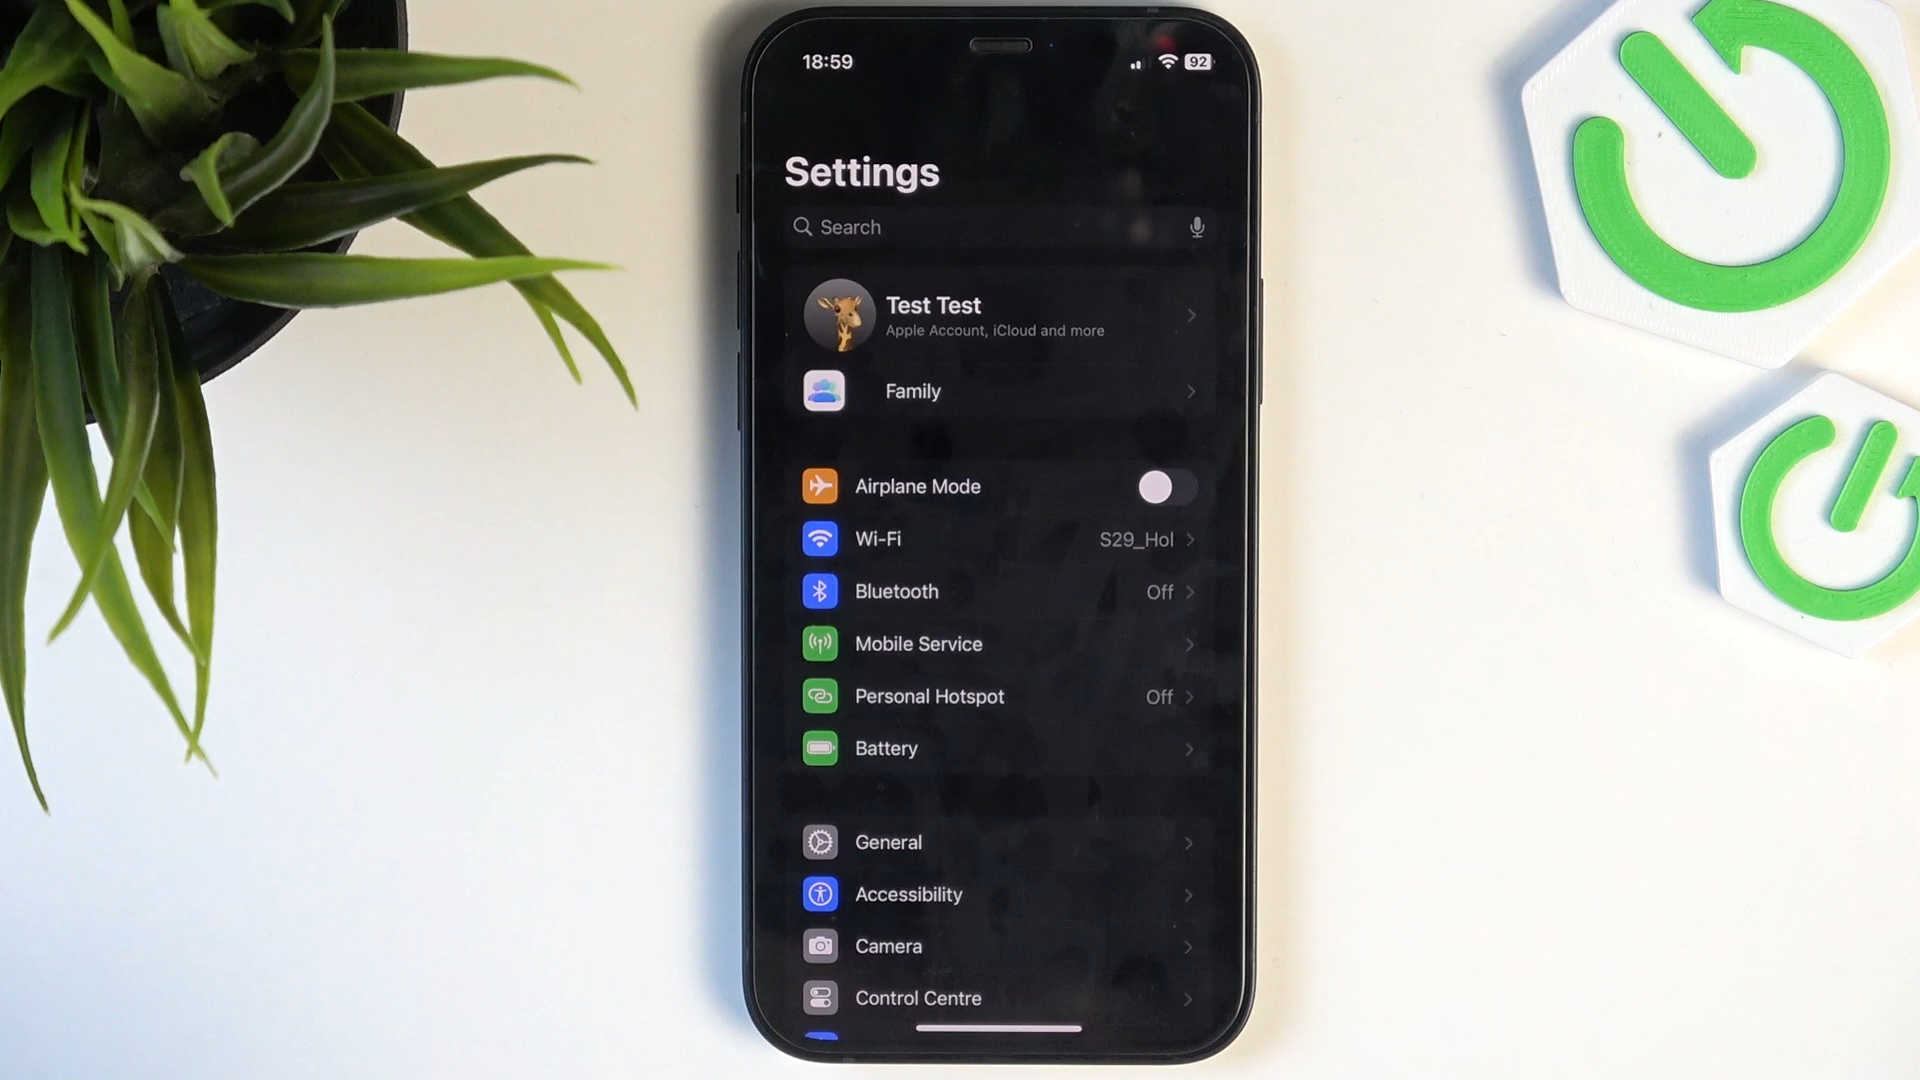 18:59
92
Settings
Search
Test Test
Apple Account, iCloud and more
Family
Airplane Mode
Wi-Fi S29_Hol
Bluetooth Off
Mobile Service
Personal Hotspot Off
Battery
General
Accessibility
Camera
Control Centre